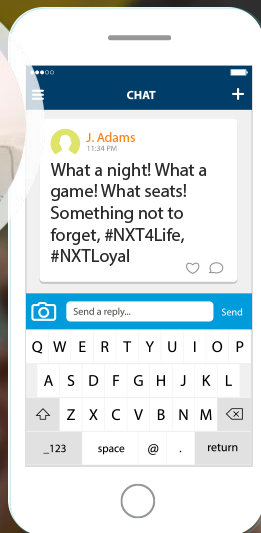 CHAT
J. Adams
11:34 PM
What a night! What a
game! What seats!
Something not to
forget, #NXT4Life,
#NXTLoyal
Send a reply... Send
Q W E R T Y U I O P
A S D F G H J K L
Z X C V B N M
_123 space @ . return